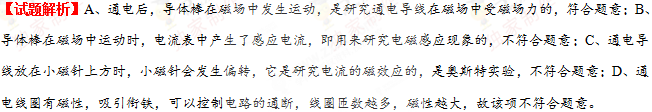 【试题解析】A、通电后，导体棒在磁场中发生运动，是研究通电导线在磁场中受磁场力的，符合题意；B、
导体棒在磁场中运动时，电流表中产生了感应电流，即用来研究电磁感应现象的，不符合题意；C、通电导
线放在小磁针上方时，小磁针会发生偏转，它是研究电流的磁效应的，是奥斯特实验，不符合题意；D、通
电线圈有磁性，吸引衔铁，可以控制电路的通断，线圈匝数越多，磁性越大，故该项不符合题意。